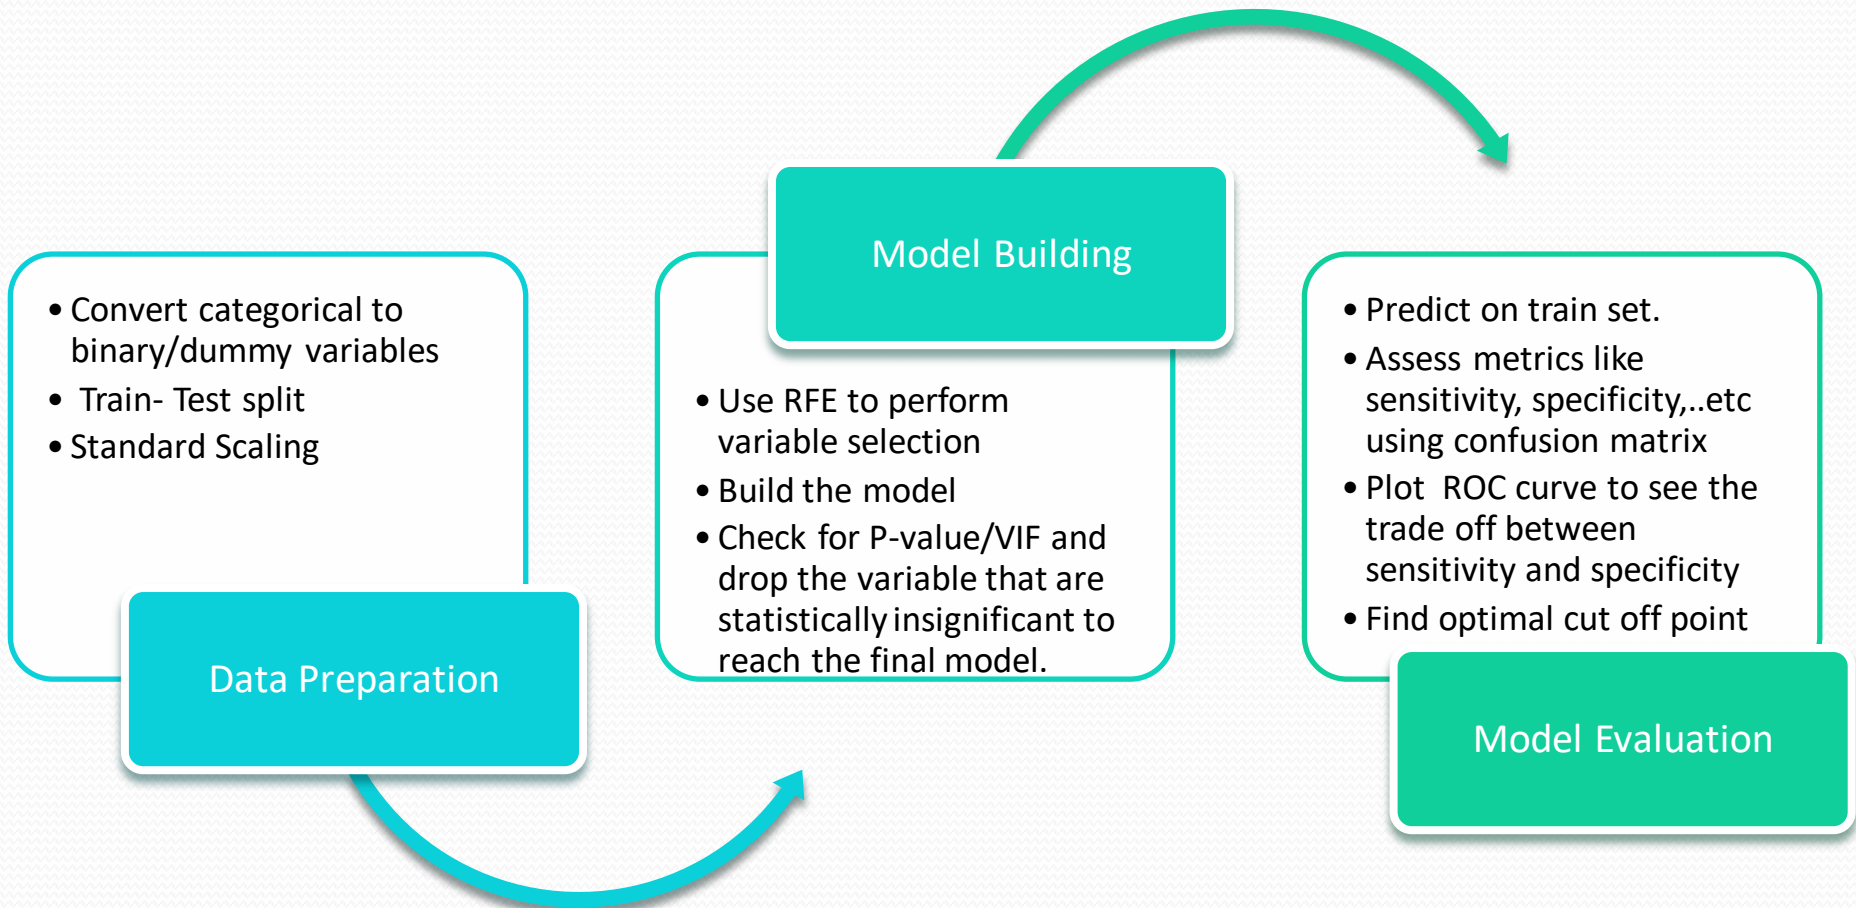 • Convert categorical to
binary/dummy variables
• Train- Test split
• Standard Scaling
Data Preparation
Model Building
• Use RFE to perform
variable selection
• Build the model
• Check for P-value/VIF and
drop the variable that are
statistically insignificant to
reach the final model.
• Predict on train set.
• Assess metrics like
sensitivity, specificity,..etc
using confusion matrix
• Plot ROC curve to see the
trade off between
sensitivity and specificity
• Find optimal cut off point
Model Evaluation